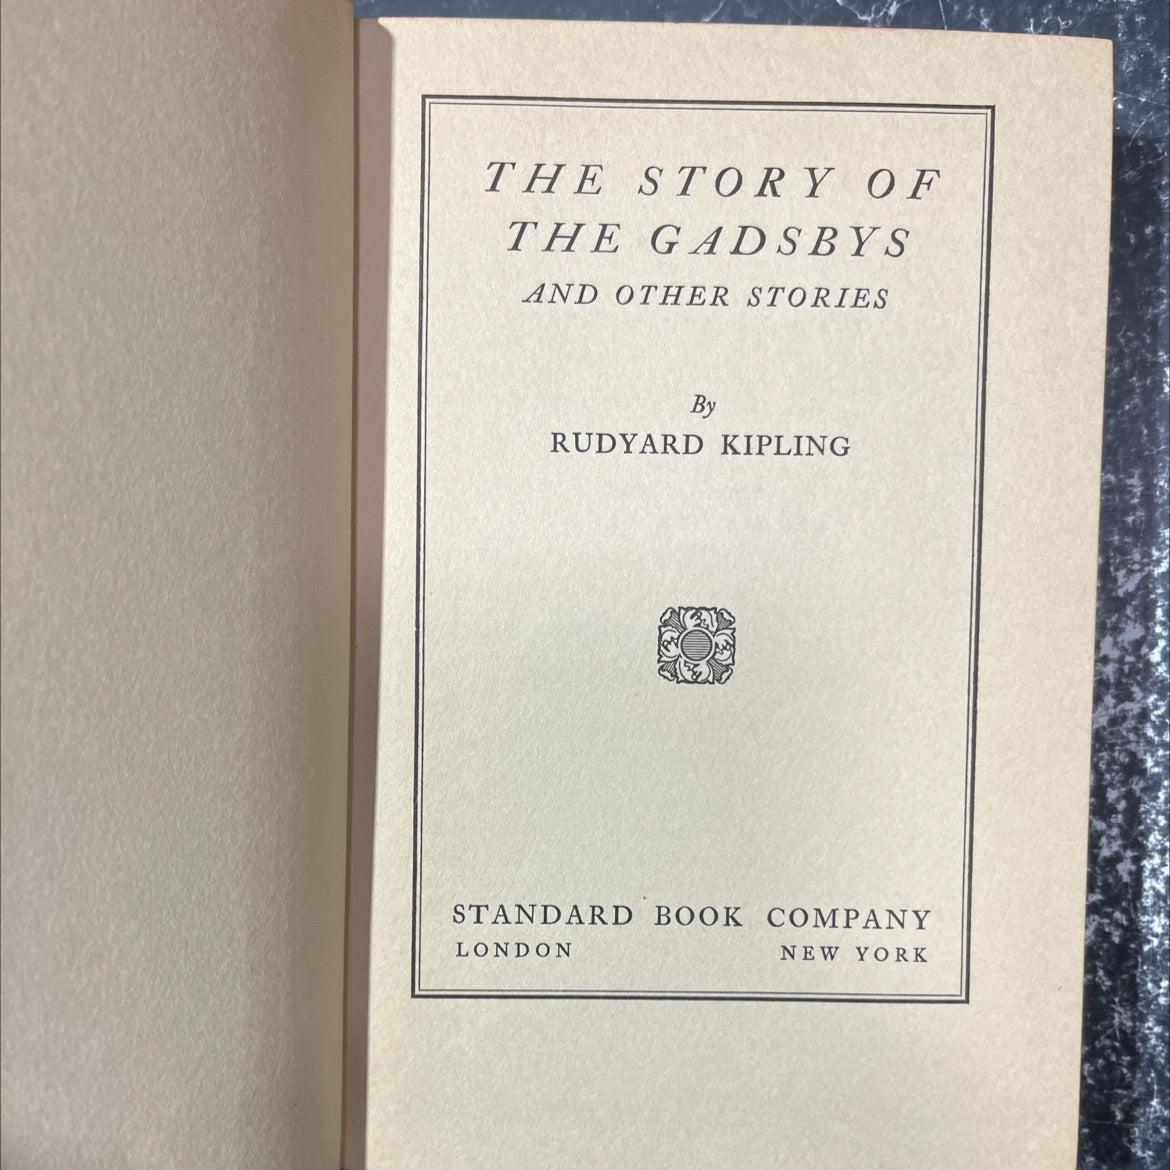 THE STORY OF
THE GADSBYS
AND OTHER STORIES
By
RUDYARD KIPLING
STANDARD BOOK COMPANY
LONDON NEW YORK